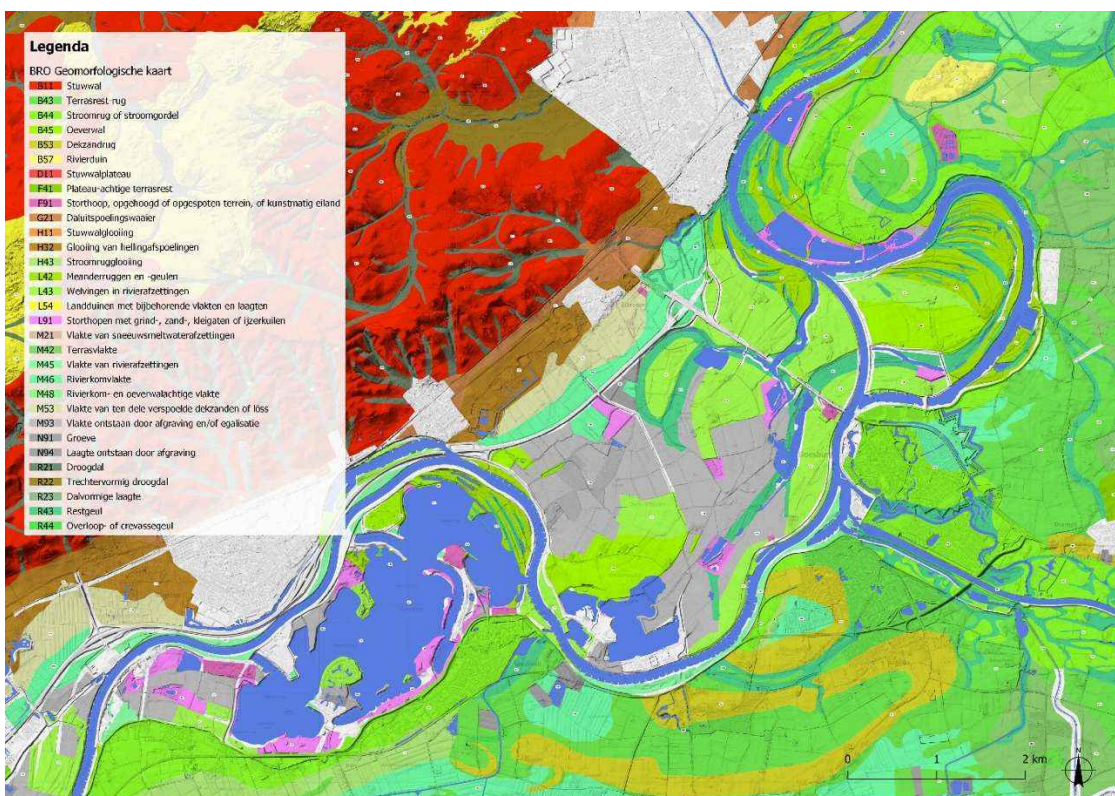 Legenda
BRO Geomorfologische kaart
B11 Stuwwal
B43 Terrasrest-rug
B44 Stroomrug of stroomgordel
B45 Oeverwal
B53 Dekzandrug
B57 Rivierduin
D11 Stuwwalplateau
F41 Plateau-achtige terrasrest
F91 Storthoop, opgehoogd of opgespoten terrein, of kunstmatig eiland
G21 Daluitspoelingswaaier
H11 Stuwwalglooiing
H32 Glooiing van hellingafspoelingen
H43 Stroomrugglooiing
L42 Meanderruggen en -geulen
L43 Welvingen in rivierafzettingen
L54 Landduinen met bijbehorende vlakten en laagten
L91 Storthopen met grind-, zand-, kleigaten of ijzerkuilen
M21 Vlakte van sneeuwsmeltwaterafzettingen
M42 Terrasvlakte
M45 Vlakte van rivierafzettingen
M46 Rivierkomvlakte
M48 Rivierkom- en oeverwalachtige vlakte
M53 Vlakte van ten dele verspoelde dekzanden of löss
M93 Vlakte ontstaan door afgraving en/of egalisatie
N91 Groeve
N94 Laagte ontstaan door afgraving
R21 Droogdal
R22 Trechtervormig droogdal
R23 Dalvormige laagte
R43 Restgeul
R44 Overloop- of crevassegeul
0 1 2 km
N